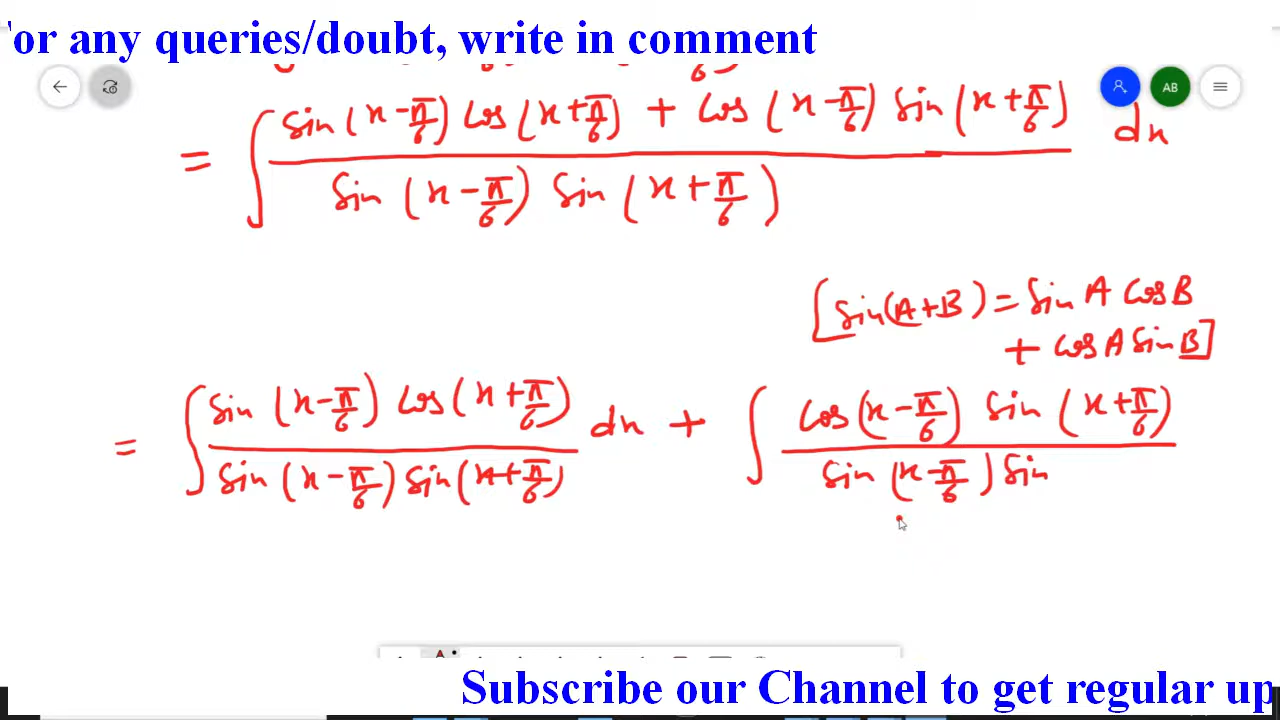 For any queries/doubt, write in comment
AB
= ∫ sin(x-π/6) cos(x+π/6) + cos(x-π/6) sin(x+π/6) dx
sin(x-π/6) sin(x+π/6)
[sin(A+B) = sin A cos B
+ cos A sin B]
= ∫ sin(x-π/6) cos(x+π/6) dx + ∫ cos(x-π/6) sin(x+π/6)
sin(x-π/6) sin(x+π/6) sin(x-π/6) sin
Subscribe our Channel to get regular up